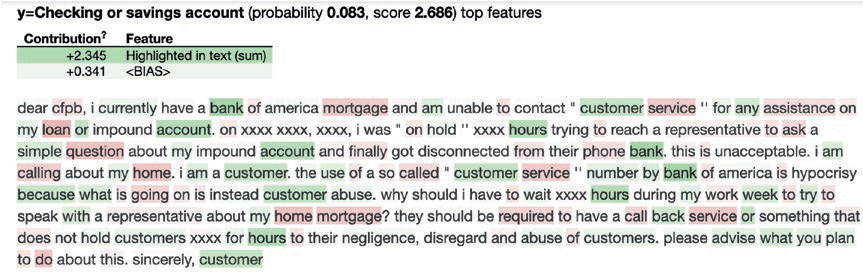 y=Checking or savings account (probability 0.083, score 2.686) top features
Contribution? Feature
+2.345 Highlighted in text (sum)
+0.341 <BIAS>
dear cfpb, i currently have a bank of america mortgage and am unable to contact " customer service '' for any assistance on
my loan or impound account. on xxxx xxxx, xxxx, i was " on hold '' xxxx hours trying to reach a representative to ask a
simple question about my impound account and finally got disconnected from their phone bank. this is unacceptable. i am
calling about my home. i am a customer. the use of a so called " customer service '' number by bank of america is hypocrisy
because what is going on is instead customer abuse. why should i have to wait xxxx hours during my work week to try to
speak with a representative about my home mortgage? they should be required to have a call back service or something that
does not hold customers xxxx for hours to their negligence, disregard and abuse of customers. please advise what you plan
to do about this. sincerely, customer